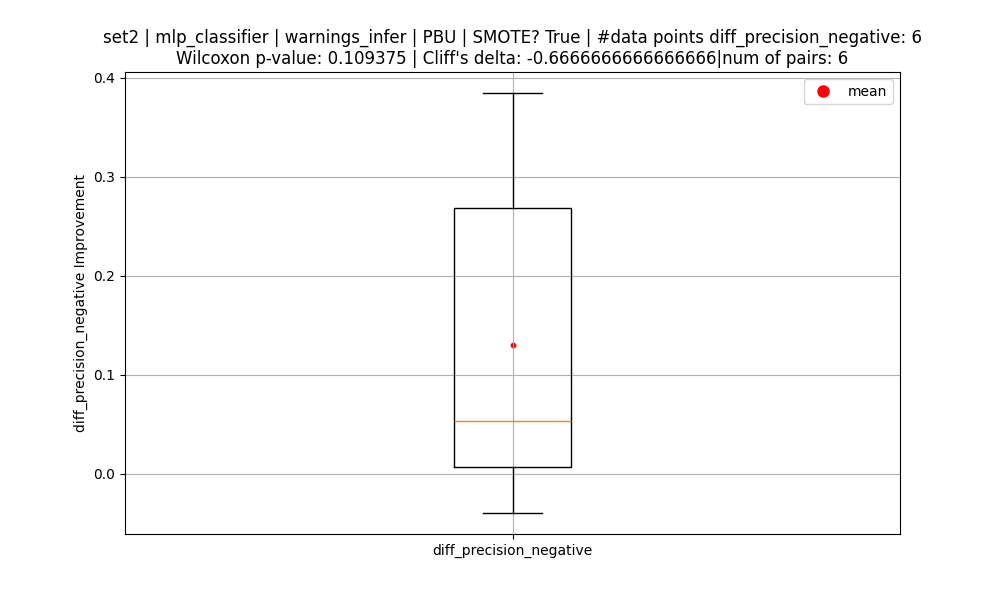 set2 | mlp_classifier | warnings_infer | PBU | SMOTE? True | #data points diff_precision_negative: 6
Wilcoxon p-value: 0.109375 | Cliff's delta: -0.6666666666666666|num of pairs: 6
mean
0.4
0.3
0.2
0.1
0.0
diff_precision_negative Improvement
diff_precision_negative